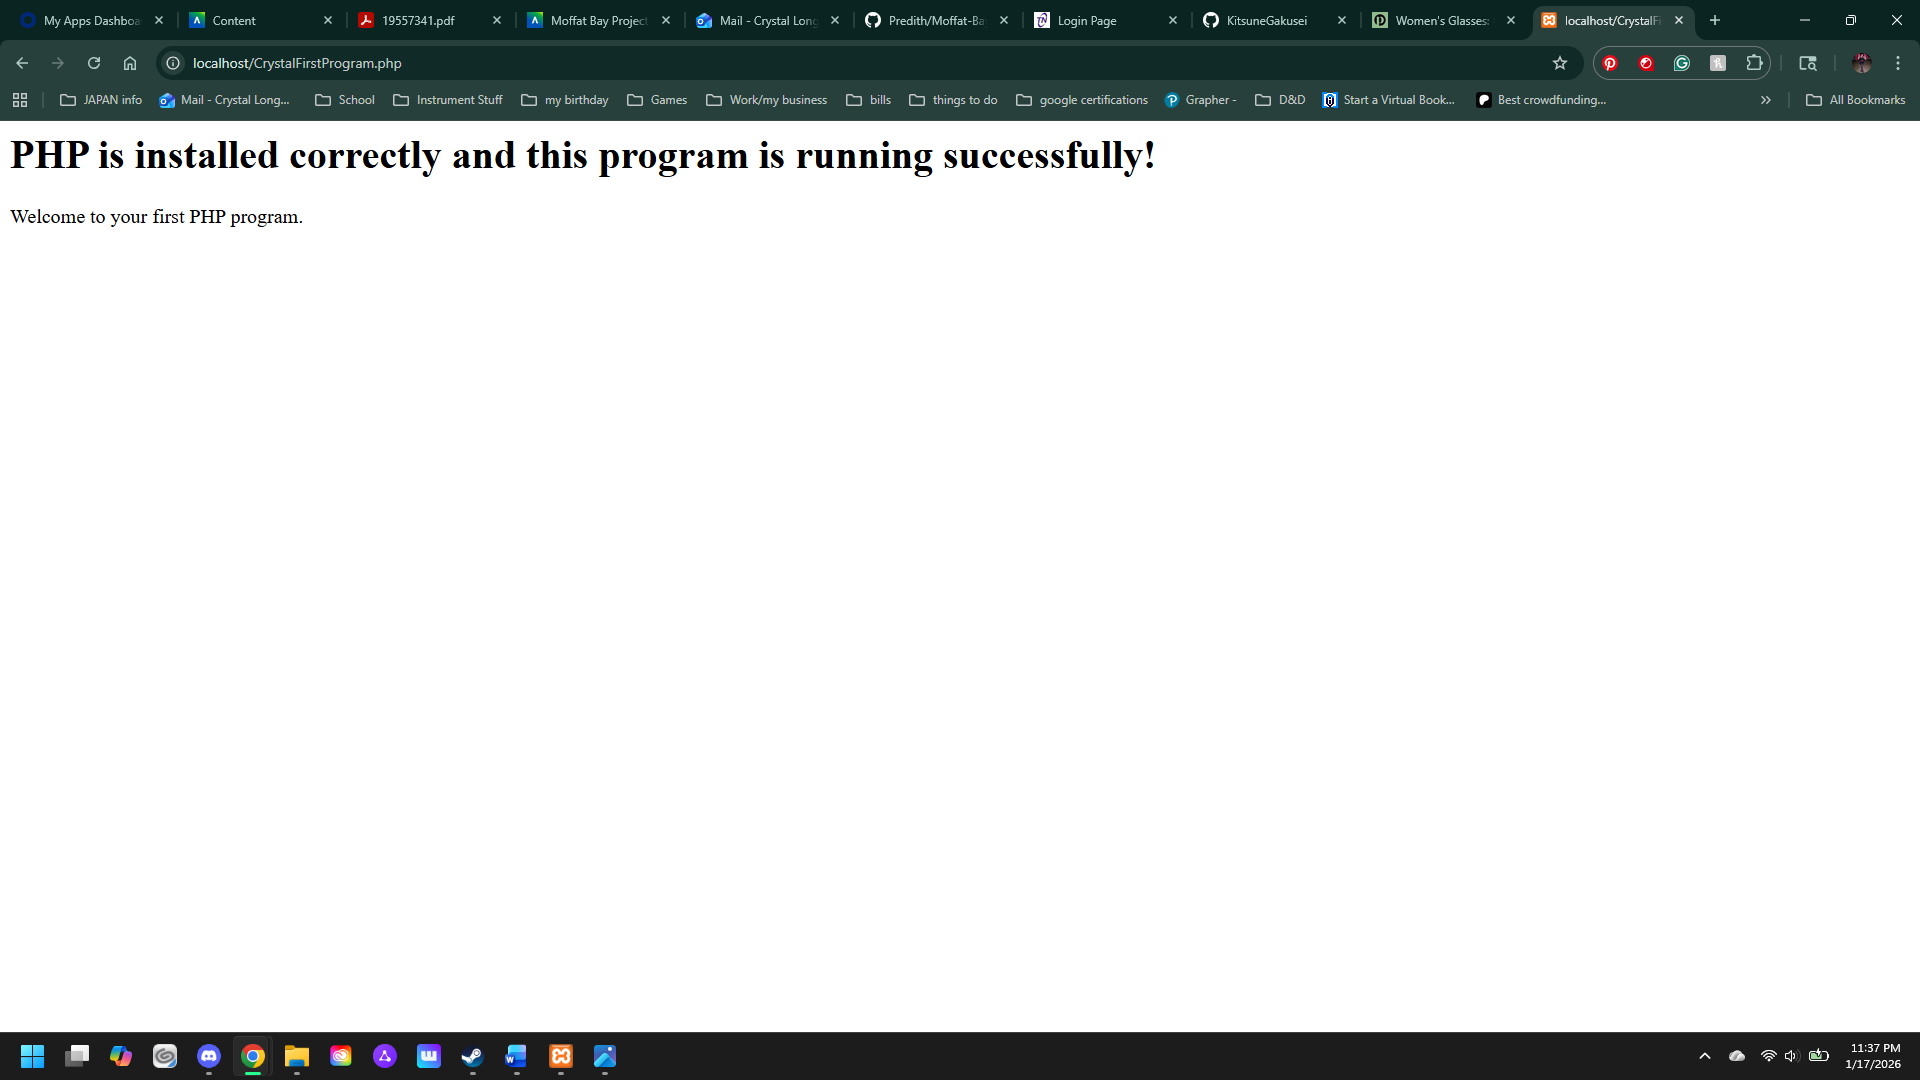 My Apps Dashboa
Content
19557341.pdf
Moffat Bay Project
Mail - Crystal Long
Predith/Moffat-Ba
Login Page
KitsuneGakusei
Women's Glasses:
localhost/CrystalFi
localhost/CrystalFirstProgram.php
JAPAN info
Mail - Crystal Long...
School
Instrument Stuff
my birthday
Games
Work/my business
bills
things to do
google certifications
Grapher -
D&D
Start a Virtual Book...
Best crowdfunding...
All Bookmarks
PHP is installed correctly and this program is running successfully!
Welcome to your first PHP program.
11:37 PM
1/17/2026